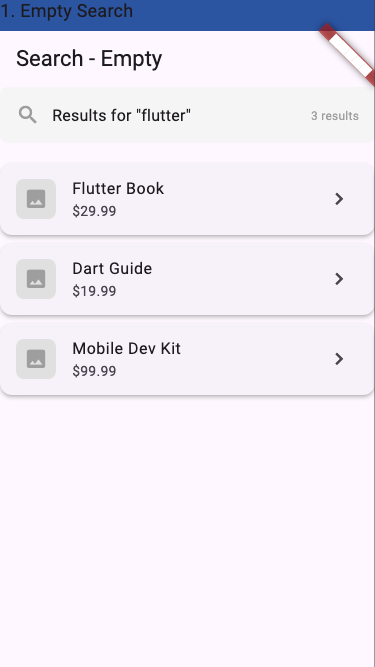 1. Empty Search
Search - Empty
Results for "flutter"
3 results
Flutter Book
$29.99
Dart Guide
$19.99
Mobile Dev Kit
$99.99